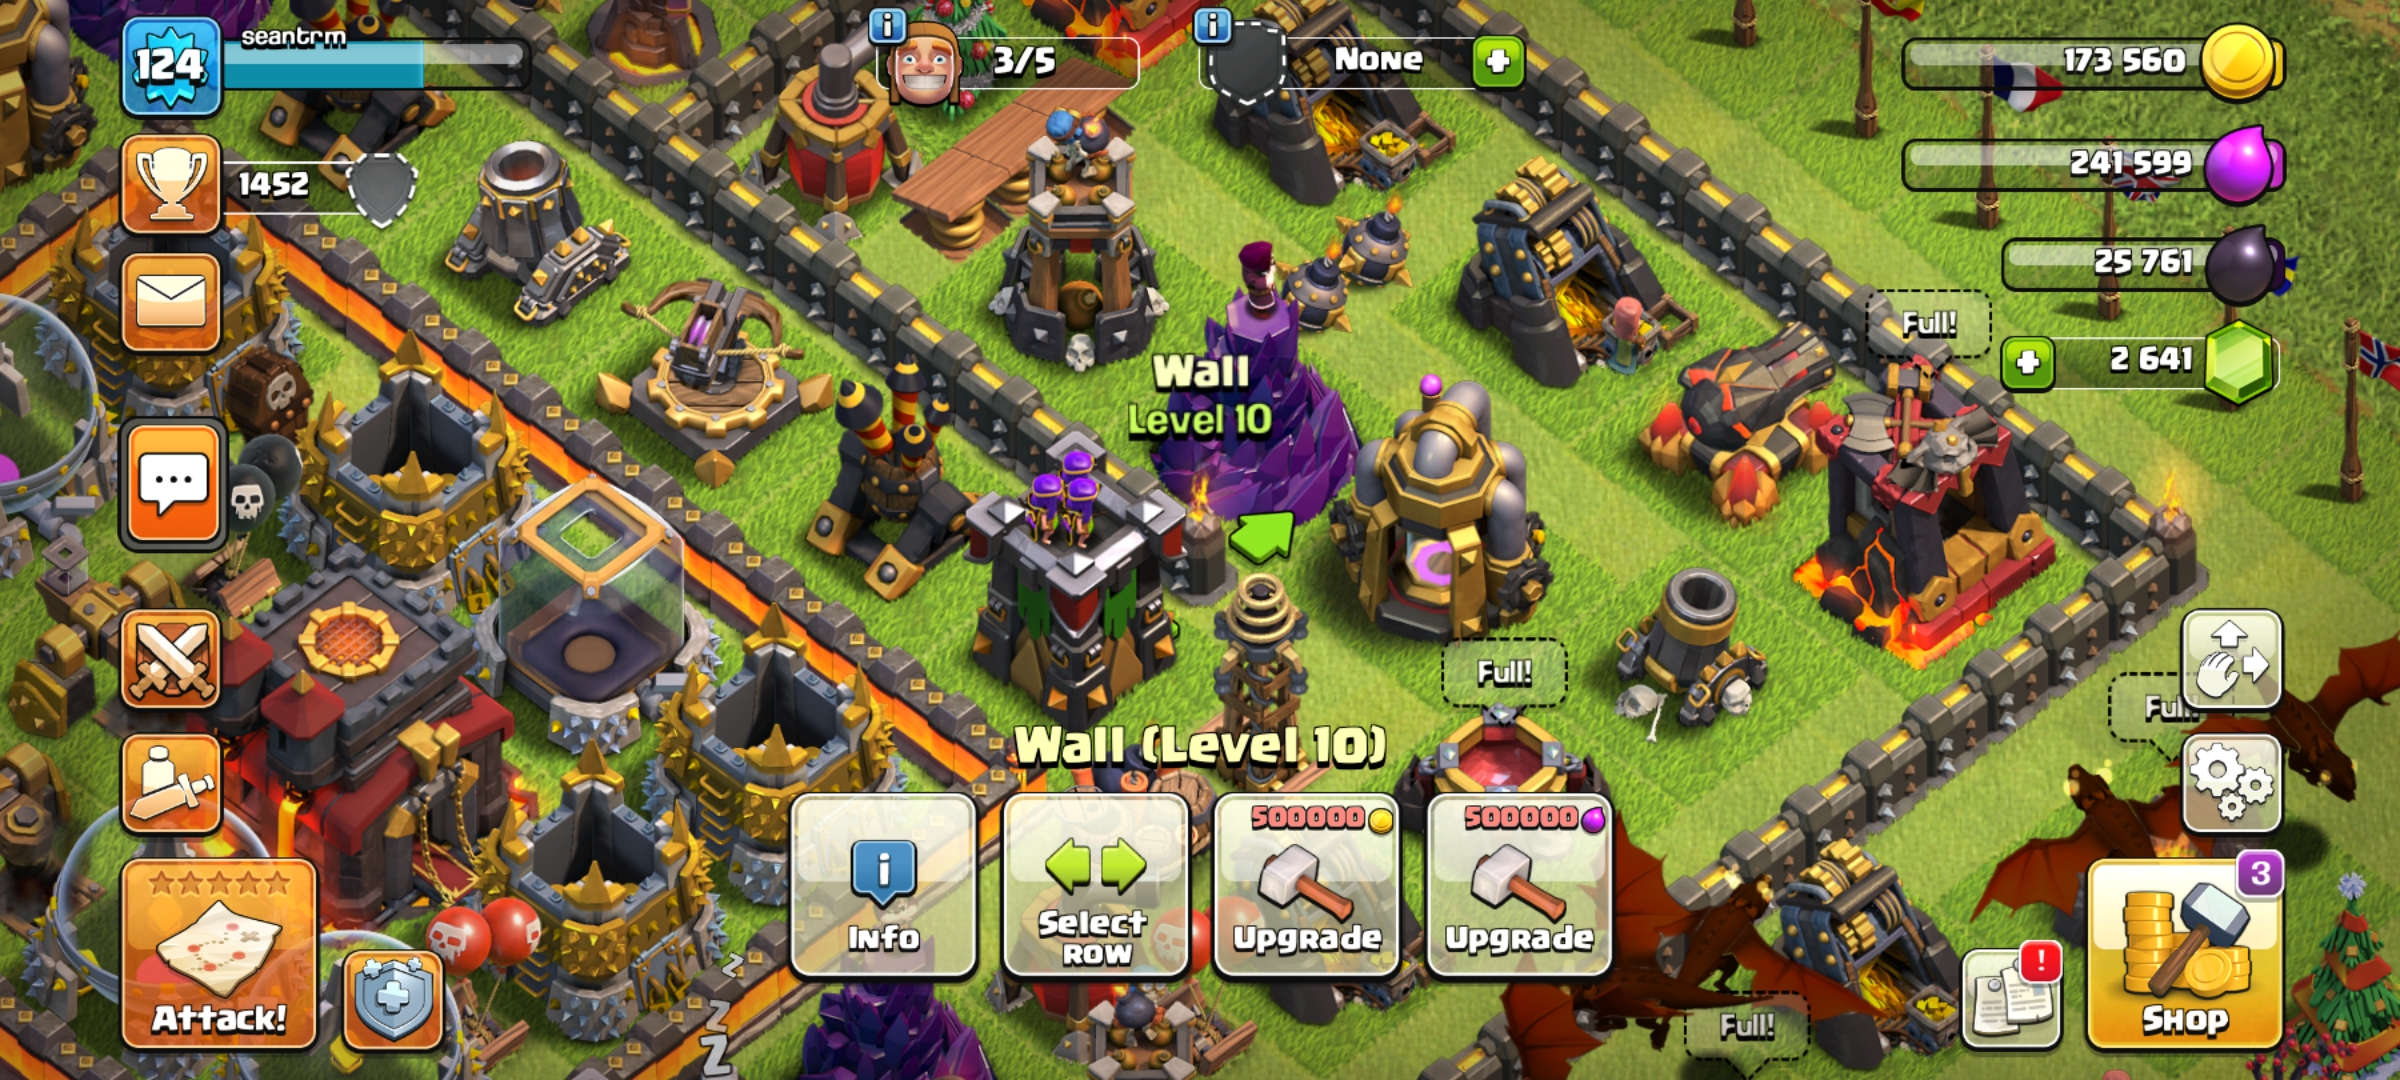 124
seantrm
3/5
None
173 560
1452
241 599
25 761
Full!
2 641
Wall
Level 10
Full!
Wall (Level 10)
Info
Select
Row
500000
Upgrade
500000
Upgrade
3
Attack!
z
z
z
!
Shop
Full!